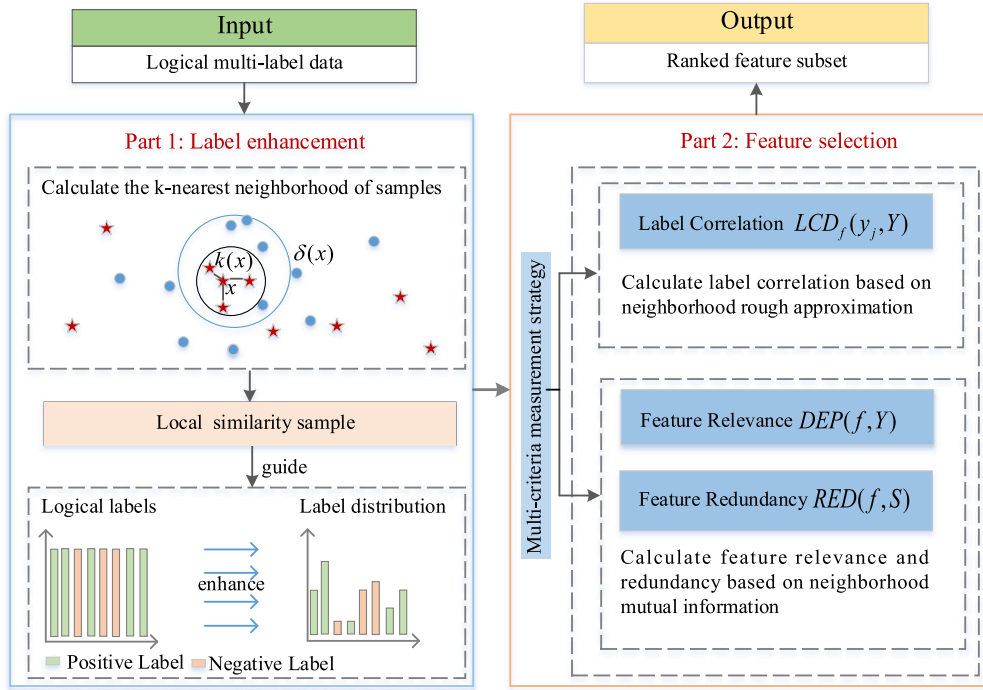 Input
Logical multi-label data
Output
Ranked feature subset
Part 1: Label enhancement
Calculate the k-nearest neighborhood of samples
δ(x)
k(x)
x
Local similarity sample
guide
Logical labels
Label distribution
enhance
Positive Label
Negative Label
Multi-criteria measurement strategy
Part 2: Feature selection
Label Correlation LCD_f(y_j,Y)
Calculate label correlation based on
neighborhood rough approximation
Feature Relevance DEP(f,Y)
Feature Redundancy RED(f,S)
Calculate feature relevance and
redundancy based on neighborhood
mutual information